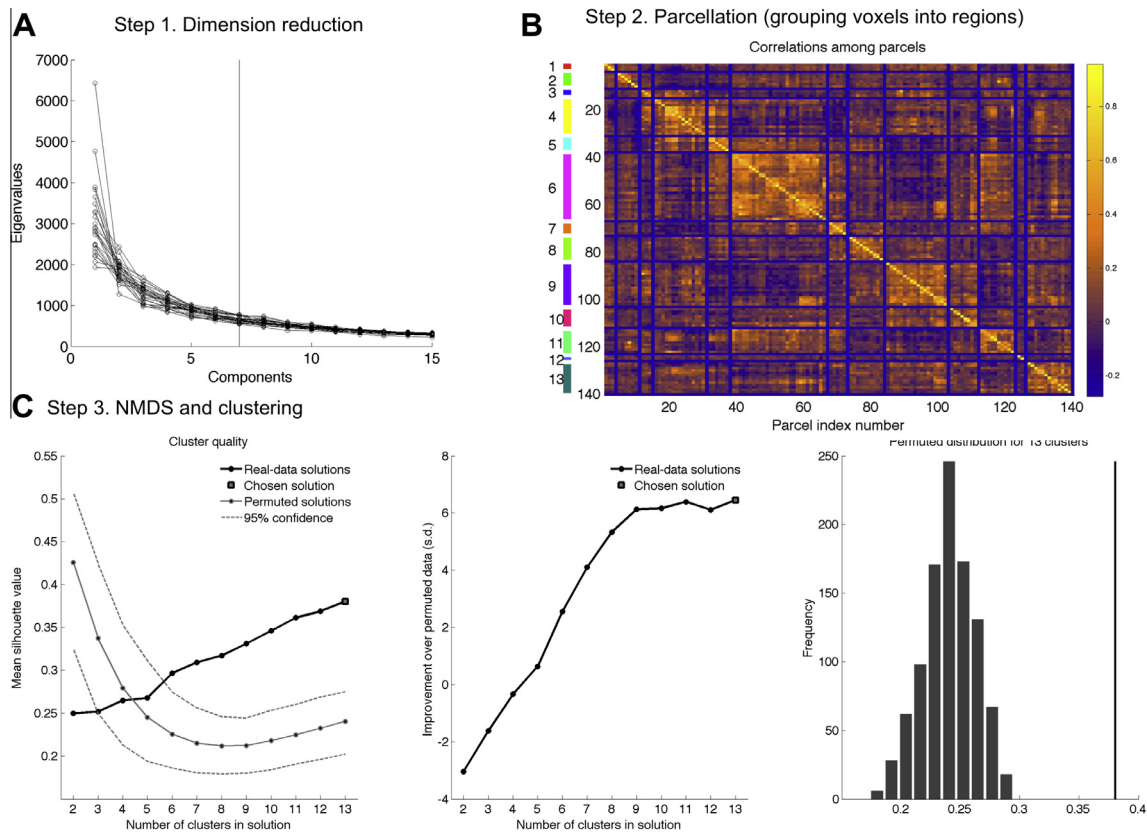 A
Step 1. Dimension reduction
7000
6000
5000
4000
3000
2000
1000
0
Eigenvalues
0
5
10
15
Components
B
Step 2. Parcellation (grouping voxels into regions)
Correlations among parcels
1
2
3
4
5
6
7
8
9
10
11
12
13
20
40
60
80
100
120
140
20
40
60
80
100
120
140
Parcel index number
0.8
0.6
0.4
0.2
0
-0.2
C
Step 3. NMDS and clustering
Cluster quality
Real-data solutions
Chosen solution
Permuted solutions
95% confidence
0.55
0.5
0.45
0.4
0.35
0.3
0.25
0.2
Mean silhouette value
2 3 4 5 6 7 8 9 10 11 12 13
Number of clusters in solution
Real-data solutions
Chosen solution
8
6
4
2
0
-2
-4
Improvement over permuted data (s.d.)
2 3 4 5 6 7 8 9 10 11 12 13
Number of clusters in solution
Permuted distribution for 13 clusters
250
200
150
100
50
0
Frequency
0.2
0.25
0.3
0.35
0.4